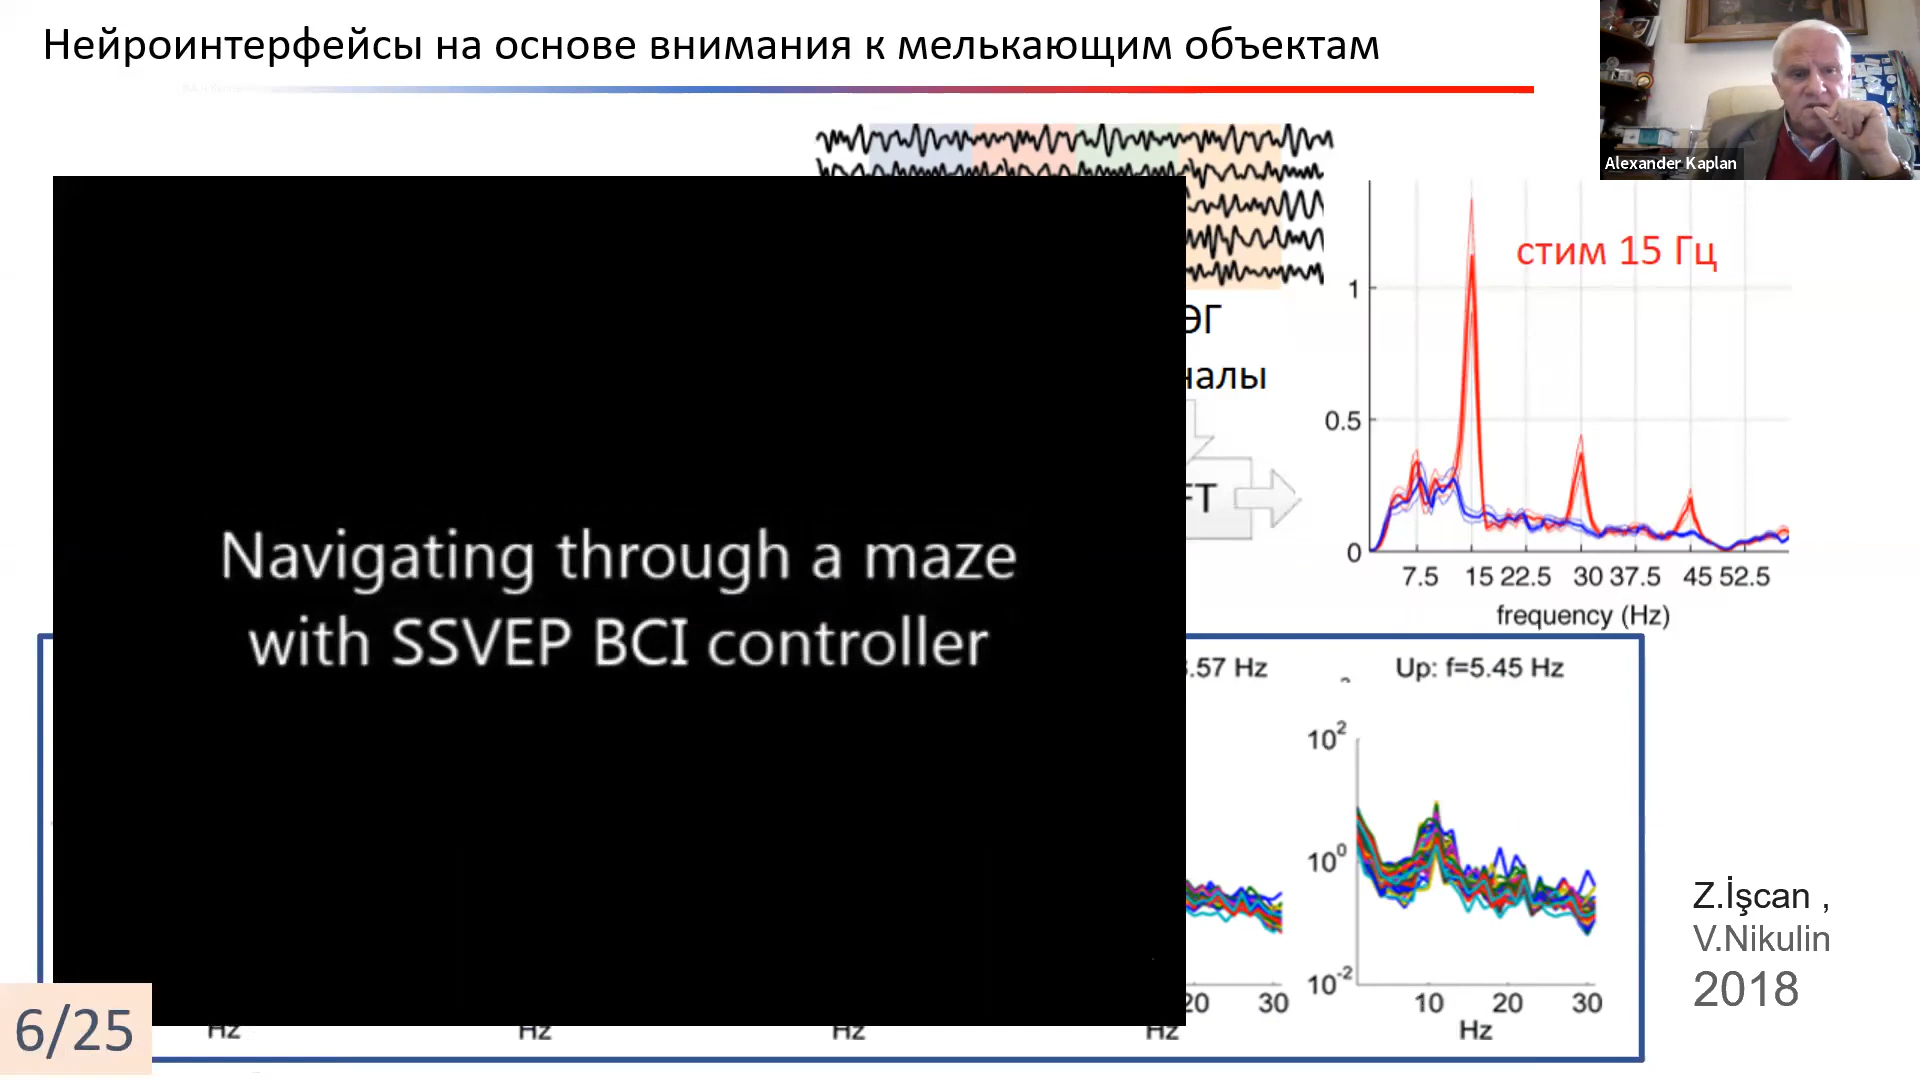 Нейроинтерфейсы на основе внимания к мелькающим объектам
Alexander Kaplan
стим 15 Гц
1
0.5
0
7.5 15 22.5 30 37.5 45 52.5
frequency (Hz)
ЭГ
налы
FT
Navigating through a maze
with SSVEP BCI controller
.57 Hz
Up: f=5.45 Hz
10²
10⁰
10⁻²
20 30
10 20 30
Hz Hz Hz Hz Hz
Z.İşcan ,
V.Nikulin
2018
6/25